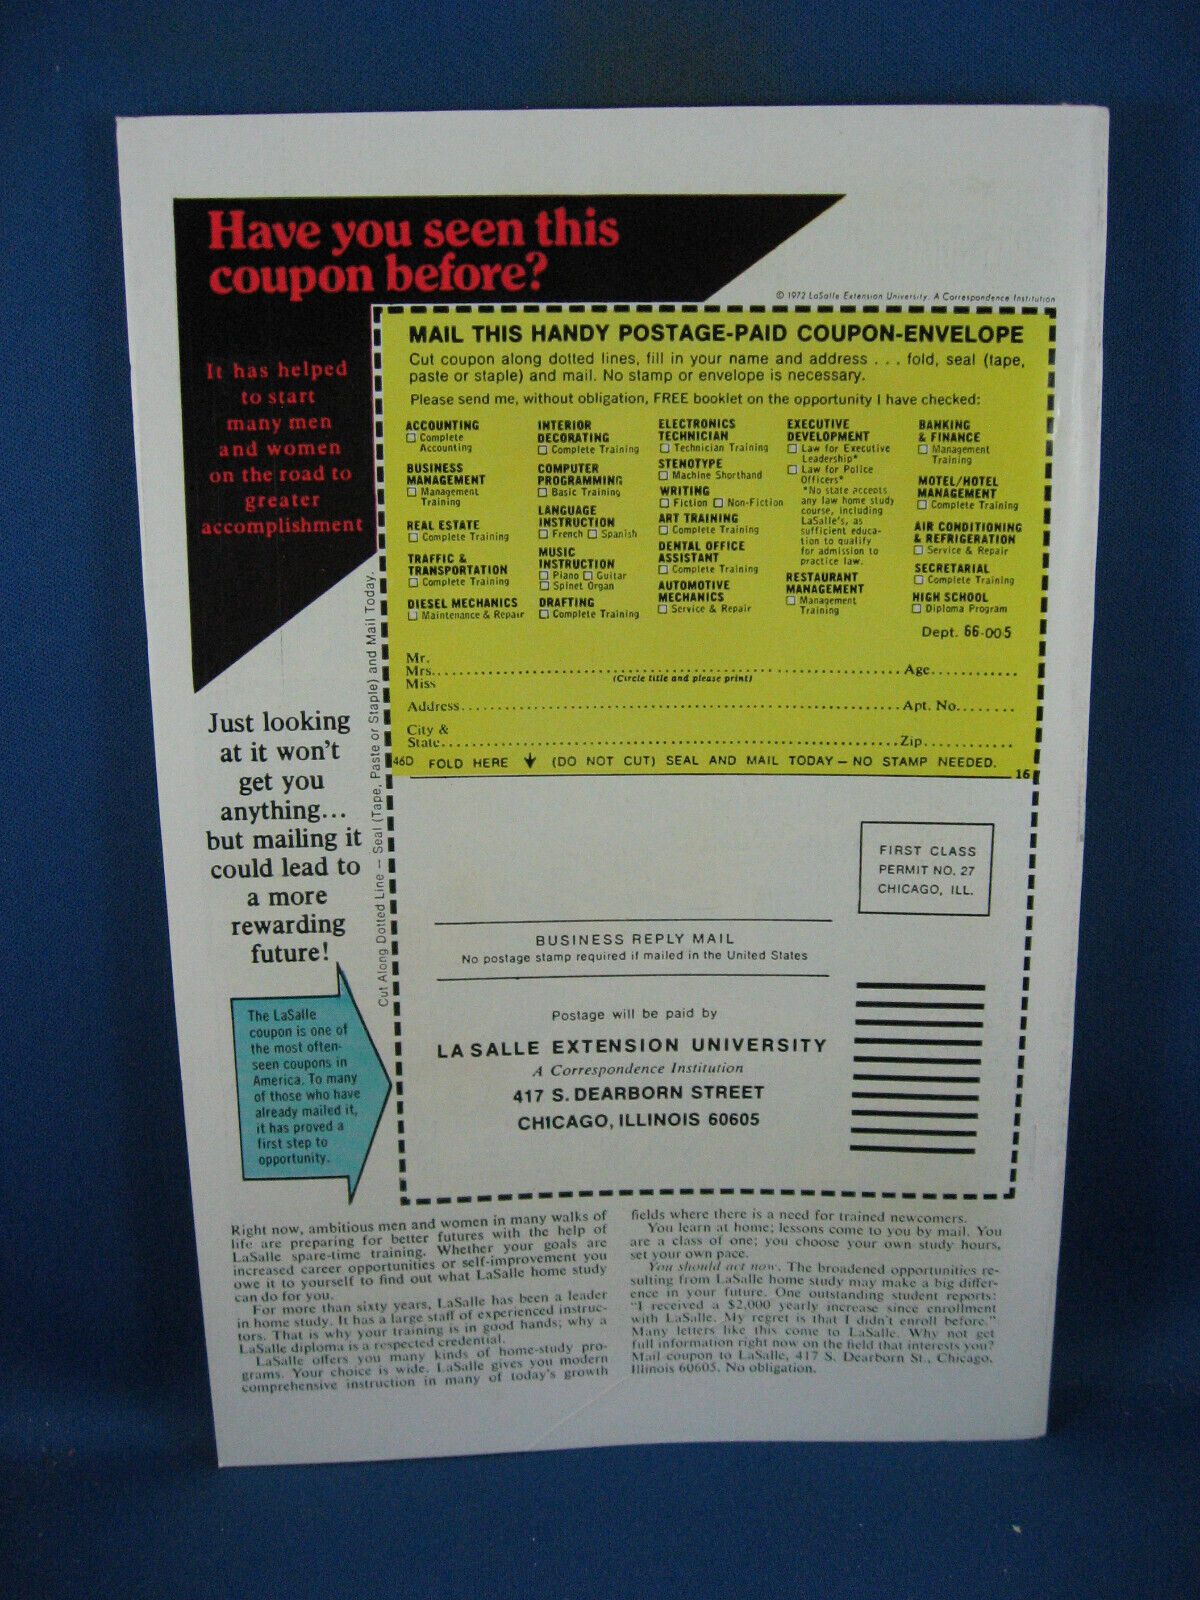 Have you seen this
coupon before?
© 1972 LaSalle Extension University. A Correspondence Institution
It has helped
to start
many men
and women
on the road to
greater
accomplishment
MAIL THIS HANDY POSTAGE-PAID COUPON-ENVELOPE
Cut coupon along dotted lines, fill in your name and address . . . fold, seal (tape,
paste or staple) and mail. No stamp or envelope is necessary.
Please send me, without obligation, FREE booklet on the opportunity I have checked:
ACCOUNTING
☐ Complete
Accounting
BUSINESS
MANAGEMENT
☐ Management
Training
REAL ESTATE
☐ Complete Training
TRAFFIC &
TRANSPORTATION
☐ Complete Training
DIESEL MECHANICS
☐ Maintenance & Repair
INTERIOR
DECORATING
☐ Complete Training
COMPUTER
PROGRAMMING
☐ Basic Training
LANGUAGE
INSTRUCTION
☐ French ☐ Spanish
MUSIC
INSTRUCTION
☐ Piano ☐ Guitar
☐ Spinet Organ
DRAFTING
☐ Complete Training
ELECTRONICS
TECHNICIAN
☐ Technician Training
STENOTYPE
☐ Machine Shorthand
WRITING
☐ Fiction ☐ Non-Fiction
ART TRAINING
☐ Complete Training
DENTAL OFFICE
ASSISTANT
☐ Complete Training
AUTOMOTIVE
MECHANICS
☐ Service & Repair
EXECUTIVE
DEVELOPMENT
☐ Law for Executive
Leadership*
☐ Law for Police
Officers*
*No state accepts
any law home study
course, including
LaSalle's, as
sufficient educa-
tion to qualify
for admission to
practice law.
RESTAURANT
MANAGEMENT
☐ Management
Training
BANKING
& FINANCE
☐ Management
Training
MOTEL/HOTEL
MANAGEMENT
☐ Complete Training
AIR CONDITIONING
& REFRIGERATION
☐ Service & Repair
SECRETARIAL
☐ Complete Training
HIGH SCHOOL
☐ Diploma Program
Dept. 66-005
Mr.
Mrs. (Circle title and please print) Age
Miss
Address Apt. No.
City &
State Zip
46D FOLD HERE (DO NOT CUT) SEAL AND MAIL TODAY — NO STAMP NEEDED.
16
Cut Along Dotted Line — Seal (Tape, Paste or Staple) and Mail Today.
Just looking
at it won't
get you
anything...
but mailing it
could lead to
a more
rewarding
future!
The LaSalle
coupon is one of
the most often-
seen coupons in
America. To many
of those who have
already mailed it,
it has proved a
first step to
opportunity.
FIRST CLASS
PERMIT NO. 27
CHICAGO, ILL.
BUSINESS REPLY MAIL
No postage stamp required if mailed in the United States
Postage will be paid by
LA SALLE EXTENSION UNIVERSITY
A Correspondence Institution
417 S. DEARBORN STREET
CHICAGO, ILLINOIS 60605
Right now, ambitious men and women in many walks of
life are preparing for better futures with the help of
LaSalle spare-time training. Whether your goals are
increased career opportunities or self-improvement you
owe it to yourself to find out what LaSalle home study
can do for you.
For more than sixty years, LaSalle has been a leader
in home study. It has a large staff of experienced instruc-
tors. That is why your training is in good hands; why a
LaSalle diploma is a respected credential.
LaSalle offers you many kinds of home-study pro-
grams. Your choice is wide. LaSalle gives you modern
comprehensive instruction in many of today's growth
fields where there is a need for trained newcomers.
You learn at home; lessons come to you by mail. You
are a class of one; you choose your own study hours,
set your own pace.
You should act now. The broadened opportunities re-
sulting from LaSalle home study may make a big differ-
ence in your future. One outstanding student reports:
"I received a $2,000 yearly increase since enrollment
with LaSalle. My regret is that I didn't enroll before."
Many letters like this come to LaSalle. Why not get
full information right now on the field that interests you?
Mail coupon to LaSalle, 417 S. Dearborn St., Chicago,
Illinois 60605. No obligation.